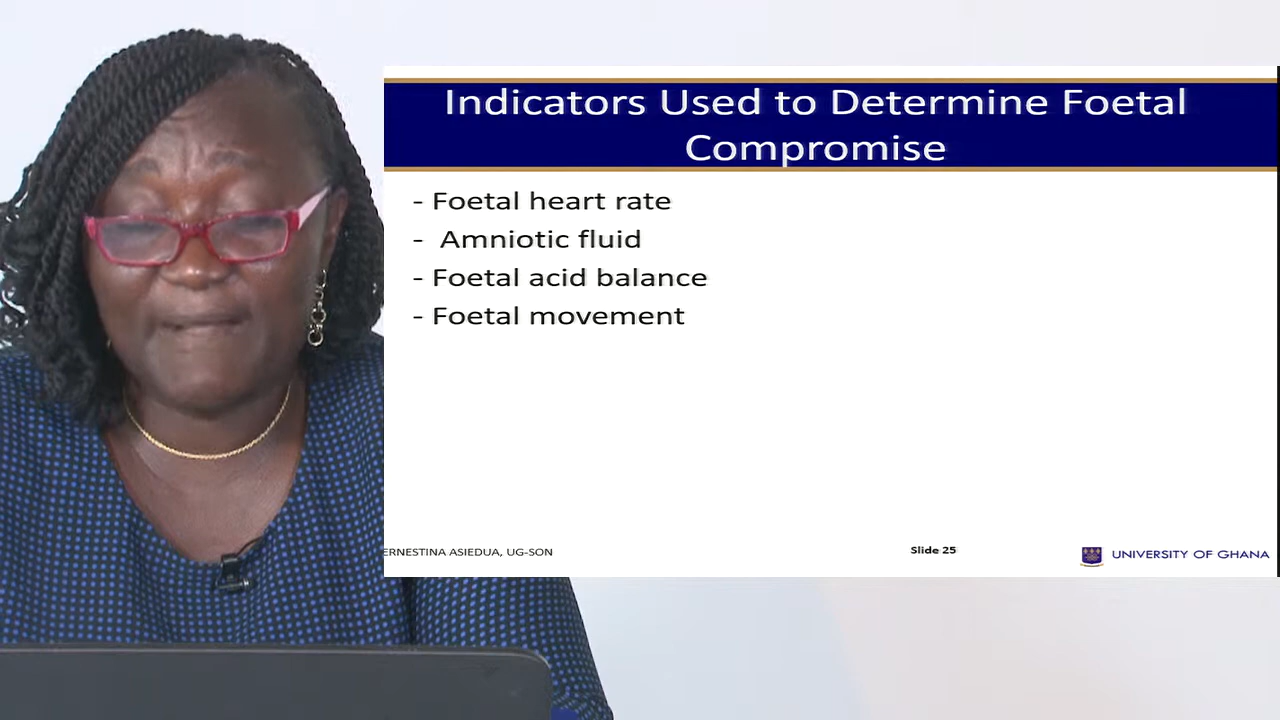 Indicators Used to Determine Foetal
Compromise
- Foetal heart rate
- Amniotic fluid
- Foetal acid balance
- Foetal movement
ERNESTINA ASIEDUA, UG-SON
Slide 25
UNIVERSITY OF GHANA